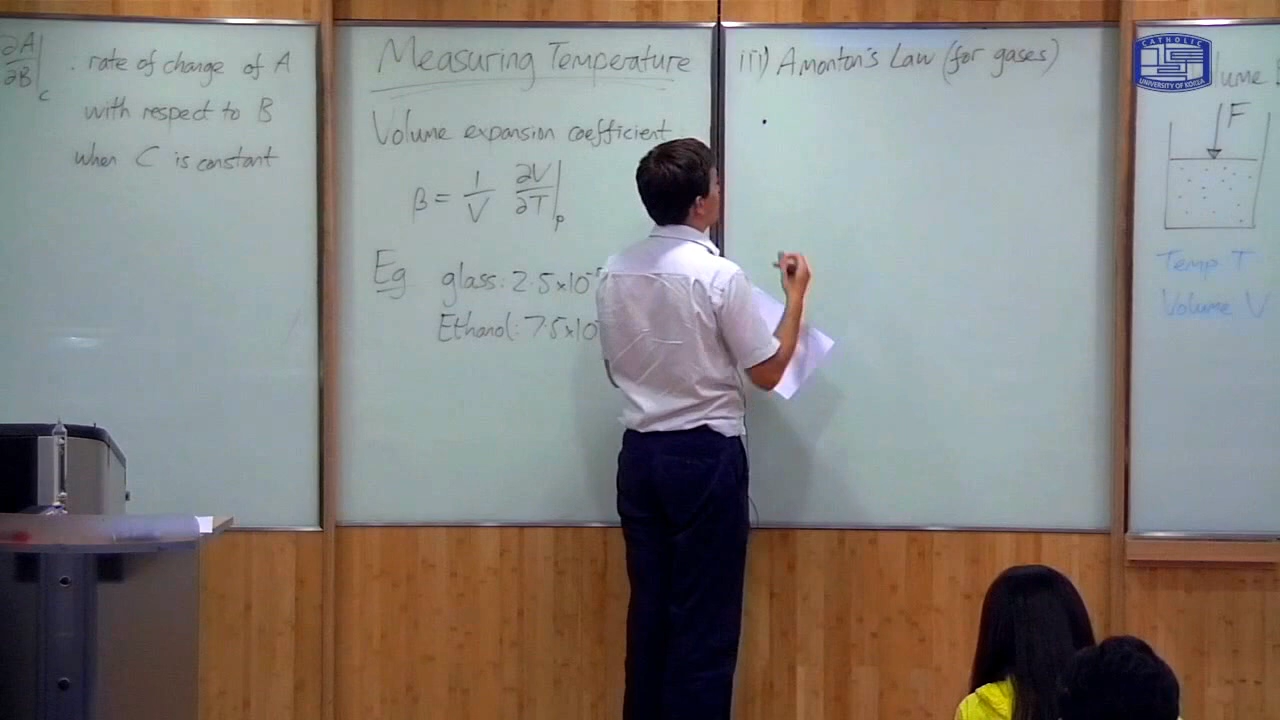 ∂A/∂B|c : rate of change of A
with respect to B
when C is constant
Measuring Temperature
Volume expansion coefficient
β = 1/V ∂V/∂T|p
Eg glass: 2.5×10
Ethanol: 7.5×10
iii) Amonton's Law (for gases)
CATHOLIC
UNIVERSITY OF KOREA
F
Temp. T
Volume V